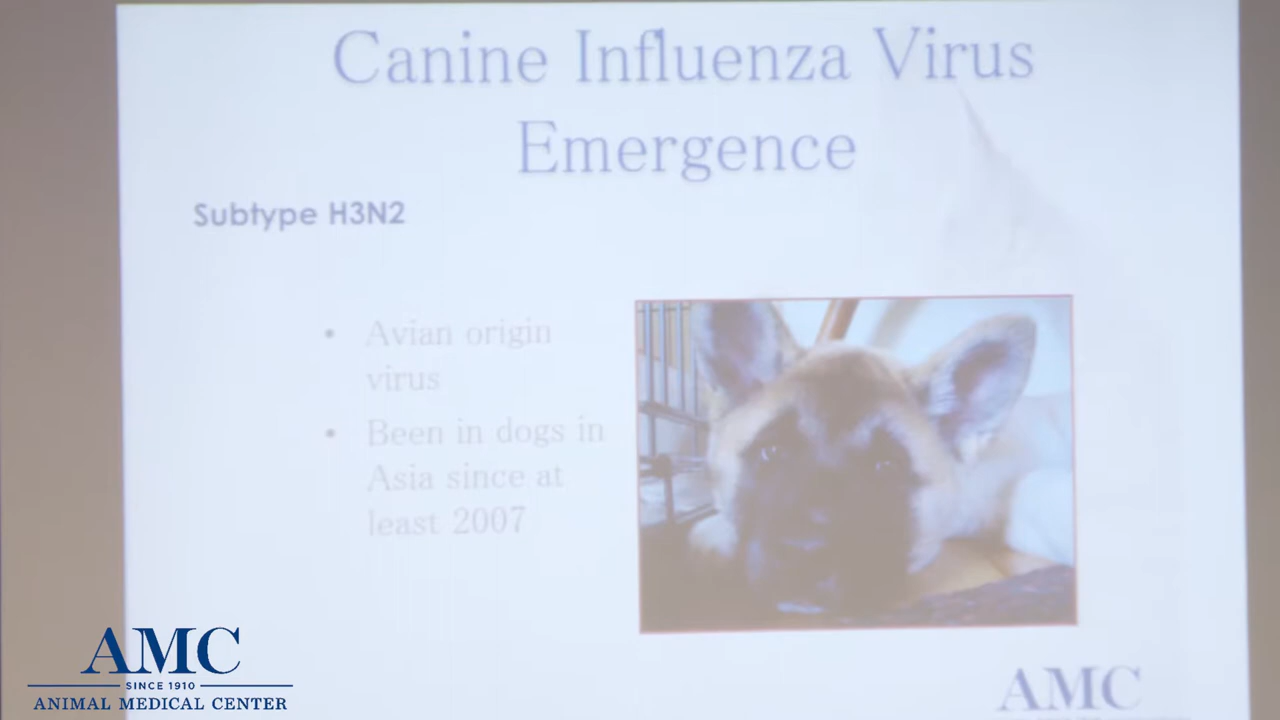 Canine Influenza Virus
Emergence
Subtype H3N2
• Avian origin
virus
• Been in dogs in
Asia since at
least 2007
AMC
SINCE 1910
ANIMAL MEDICAL CENTER
AMC